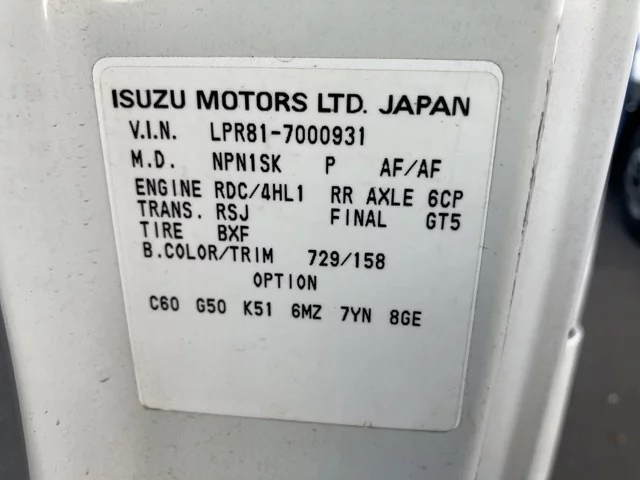 ISUZU MOTORS LTD. JAPAN
V.I.N. LPR81-7000931
M.D. NPN1SK P AF/AF
ENGINE RDC/4HL1 RR AXLE 6CP
TRANS. RSJ FINAL GT5
TIRE BXF
B.COLOR/TRIM 729/158
OPTION
C60 G50 K51 6MZ 7YN 8GE